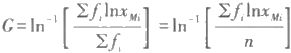 G = ln⁻¹ [ Σfᵢ ln x_Mᵢ / Σfᵢ ] = ln⁻¹ [ Σfᵢ ln x_Mᵢ / n ]